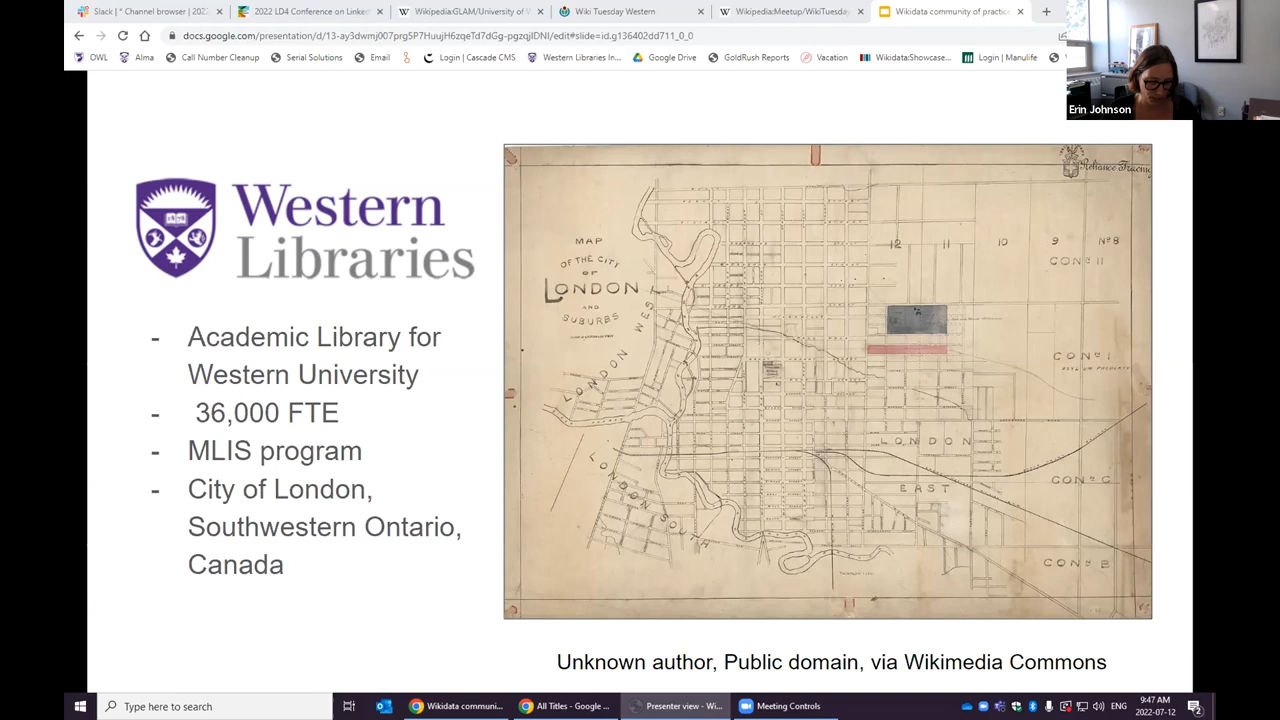 Slack | * Channel browser | 202
2022 LD4 Conference on Linked
Wikipedia:GLAM/University of V
Wiki Tuesday Western
Wikipedia:Meetup/WikiTuesday
Wikidata community of practice
docs.google.com/presentation/d/13-ay3dwrnj007prg5P7HuujH6zqeTd7dGg-pgzqjIDNI/edit#slide=id.g136402dd711_0_0
OWL
Alma
Call Number Cleanup
Serial Solutions
Email
Login | Cascade CMS
Western Libraries In...
Google Drive
GoldRush Reports
Vacation
Wikidata:Showcase...
Login | Manulife
Erin Johnson
Western
Libraries
- Academic Library for
Western University
- 36,000 FTE
- MLIS program
- City of London,
Southwestern Ontario,
Canada
MAP
OF THE CITY
OF
LONDON
AND
SUBURBS
LONDON WEST
LONDON SOUTH
LONDON
EAST
12 11 10 9 No 8
CON. II
CON. I
CON. C
CON. B
Unknown author, Public domain, via Wikimedia Commons
Type here to search
Wikidata communi...
All Titles - Google ...
Presenter view - Wi...
Meeting Controls
ENG
9:47 AM
2022-07-12
2